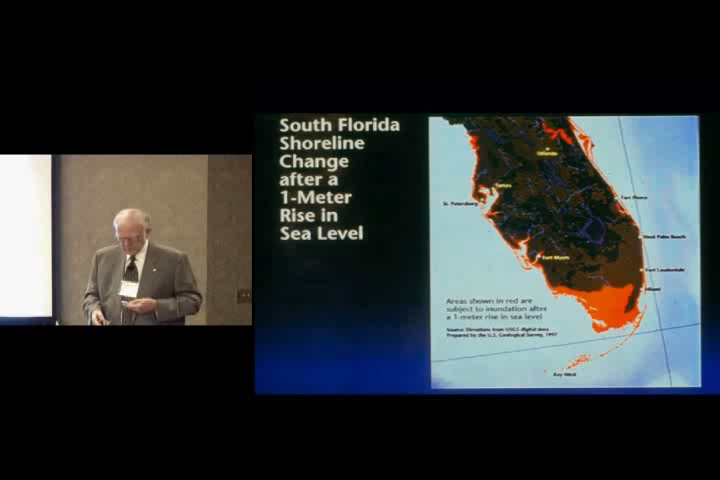 South Florida
Shoreline
Change
after a
1-Meter
Rise in
Sea Level
Orlando
Tampa
St. Petersburg
Fort Pierce
West Palm Beach
Fort Myers
Fort Lauderdale
Miami
Areas shown in red are
subject to inundation after
a 1-meter rise in sea level
Source: Elevations from USGS digital data
Prepared by the U.S. Geological Survey, 1997
Key West